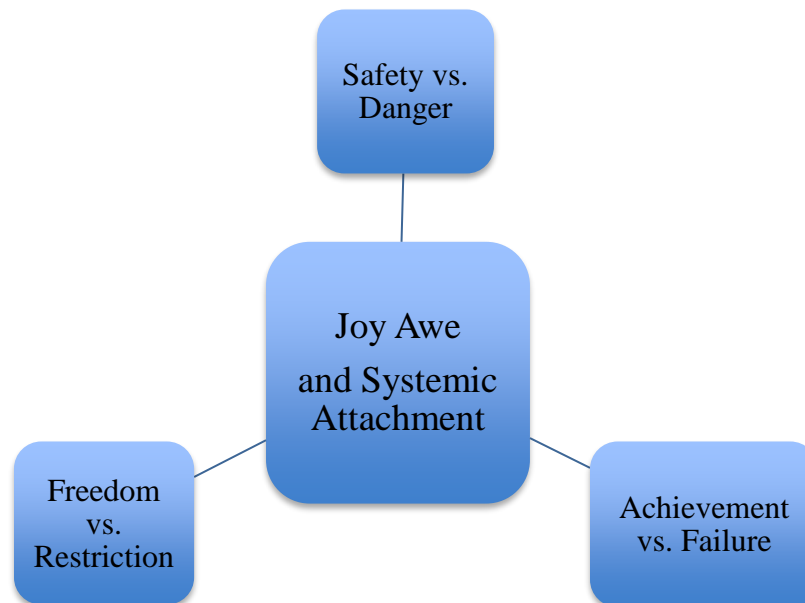 Safety vs.
Danger
Joy Awe
and Systemic
Attachment
Freedom
vs.
Restriction
Achievement
vs. Failure